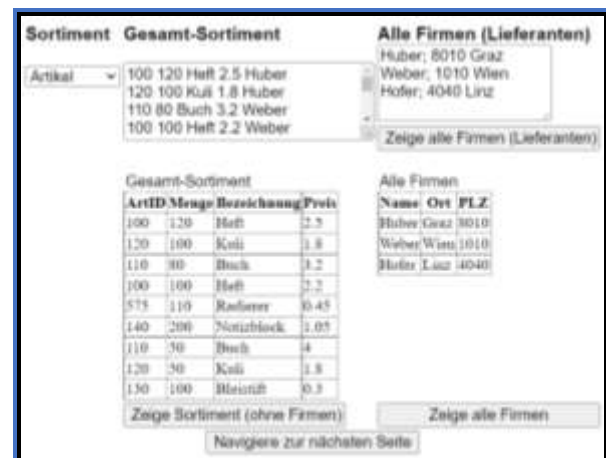 Sortiment Gesamt-Sortiment Alle Firmen (Lieferanten)
Artikel
100 120 Heft 2.5 Huber
120 100 Kuli 1.8 Huber
110 80 Buch 3.2 Weber
100 100 Heft 2.2 Weber
Huber; 8010 Graz
Weber; 1010 Wien
Hofer; 4040 Linz
Zeige alle Firmen (Lieferanten)
Gesamt-Sortiment
ArtID Menge Bezeichnung Preis
100 120 Heft 2.5
120 100 Kuli 1.8
110 80 Buch 3.2
100 100 Heft 2.2
575 110 Radierer 0.45
140 200 Notizblock 1.05
110 50 Buch 4
120 50 Kuli 1.8
130 100 Bleistift 0.3
Zeige Sortiment (ohne Firmen)
Alle Firmen
Name Ort PLZ
Huber Graz 8010
Weber Wien 1010
Hofer Linz 4040
Zeige alle Firmen
Navigiere zur nächsten Seite